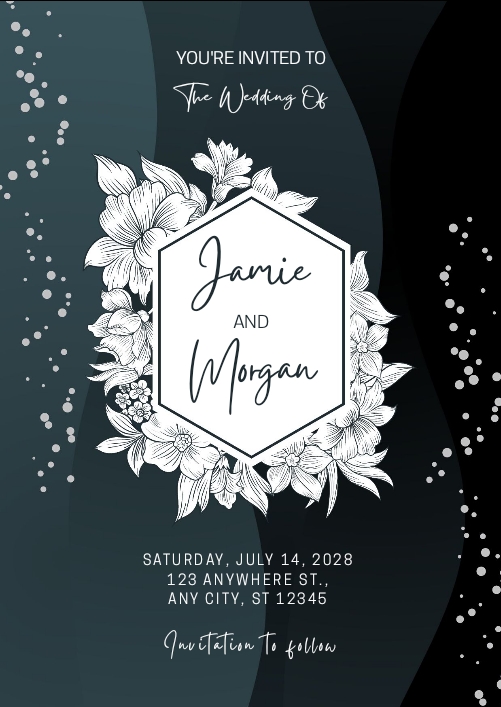 YOU'RE INVITED TO
The Wedding Of
Jamie
AND
Morgan
SATURDAY, JULY 14, 2028
123 ANYWHERE ST.,
ANY CITY, ST 12345
Invitation to follow